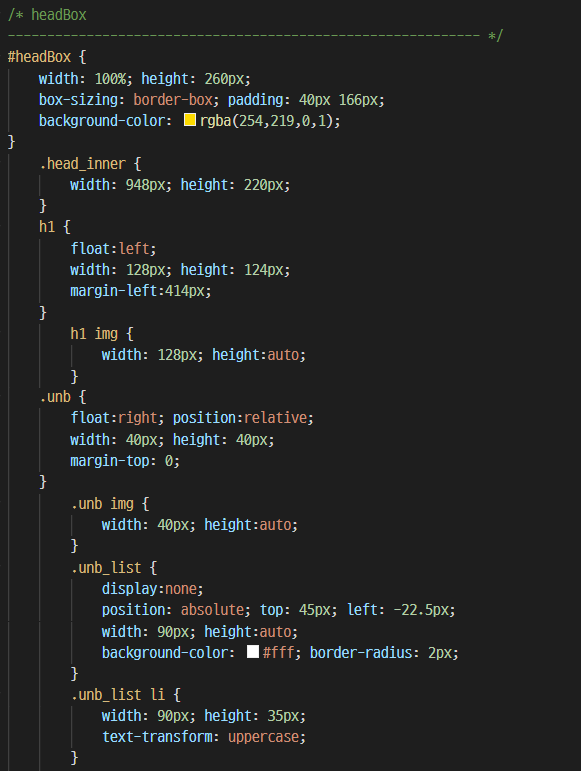 /* headBox
------------------------------------------------------------ */
#headBox {
width: 100%; height: 260px;
box-sizing: border-box; padding: 40px 166px;
background-color: rgba(254,219,0,1);
}
.head_inner {
width: 948px; height: 220px;
}
h1 {
float:left;
width: 128px; height: 124px;
margin-left:414px;
}
h1 img {
width: 128px; height:auto;
}
.unb {
float:right; position:relative;
width: 40px; height: 40px;
margin-top: 0;
}
.unb img {
width: 40px; height:auto;
}
.unb_list {
display:none;
position: absolute; top: 45px; left: -22.5px;
width: 90px; height:auto;
background-color: #fff; border-radius: 2px;
}
.unb_list li {
width: 90px; height: 35px;
text-transform: uppercase;
}